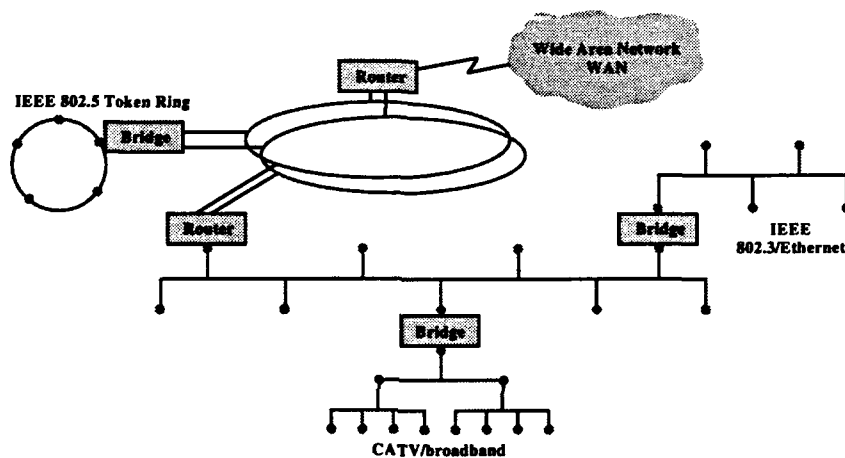 Wide Area Network
WAN
Router
IEEE 802.5 Token Ring
Bridge
Router
Bridge
IEEE
802.3/Ethernet
Bridge
CATV/broadband